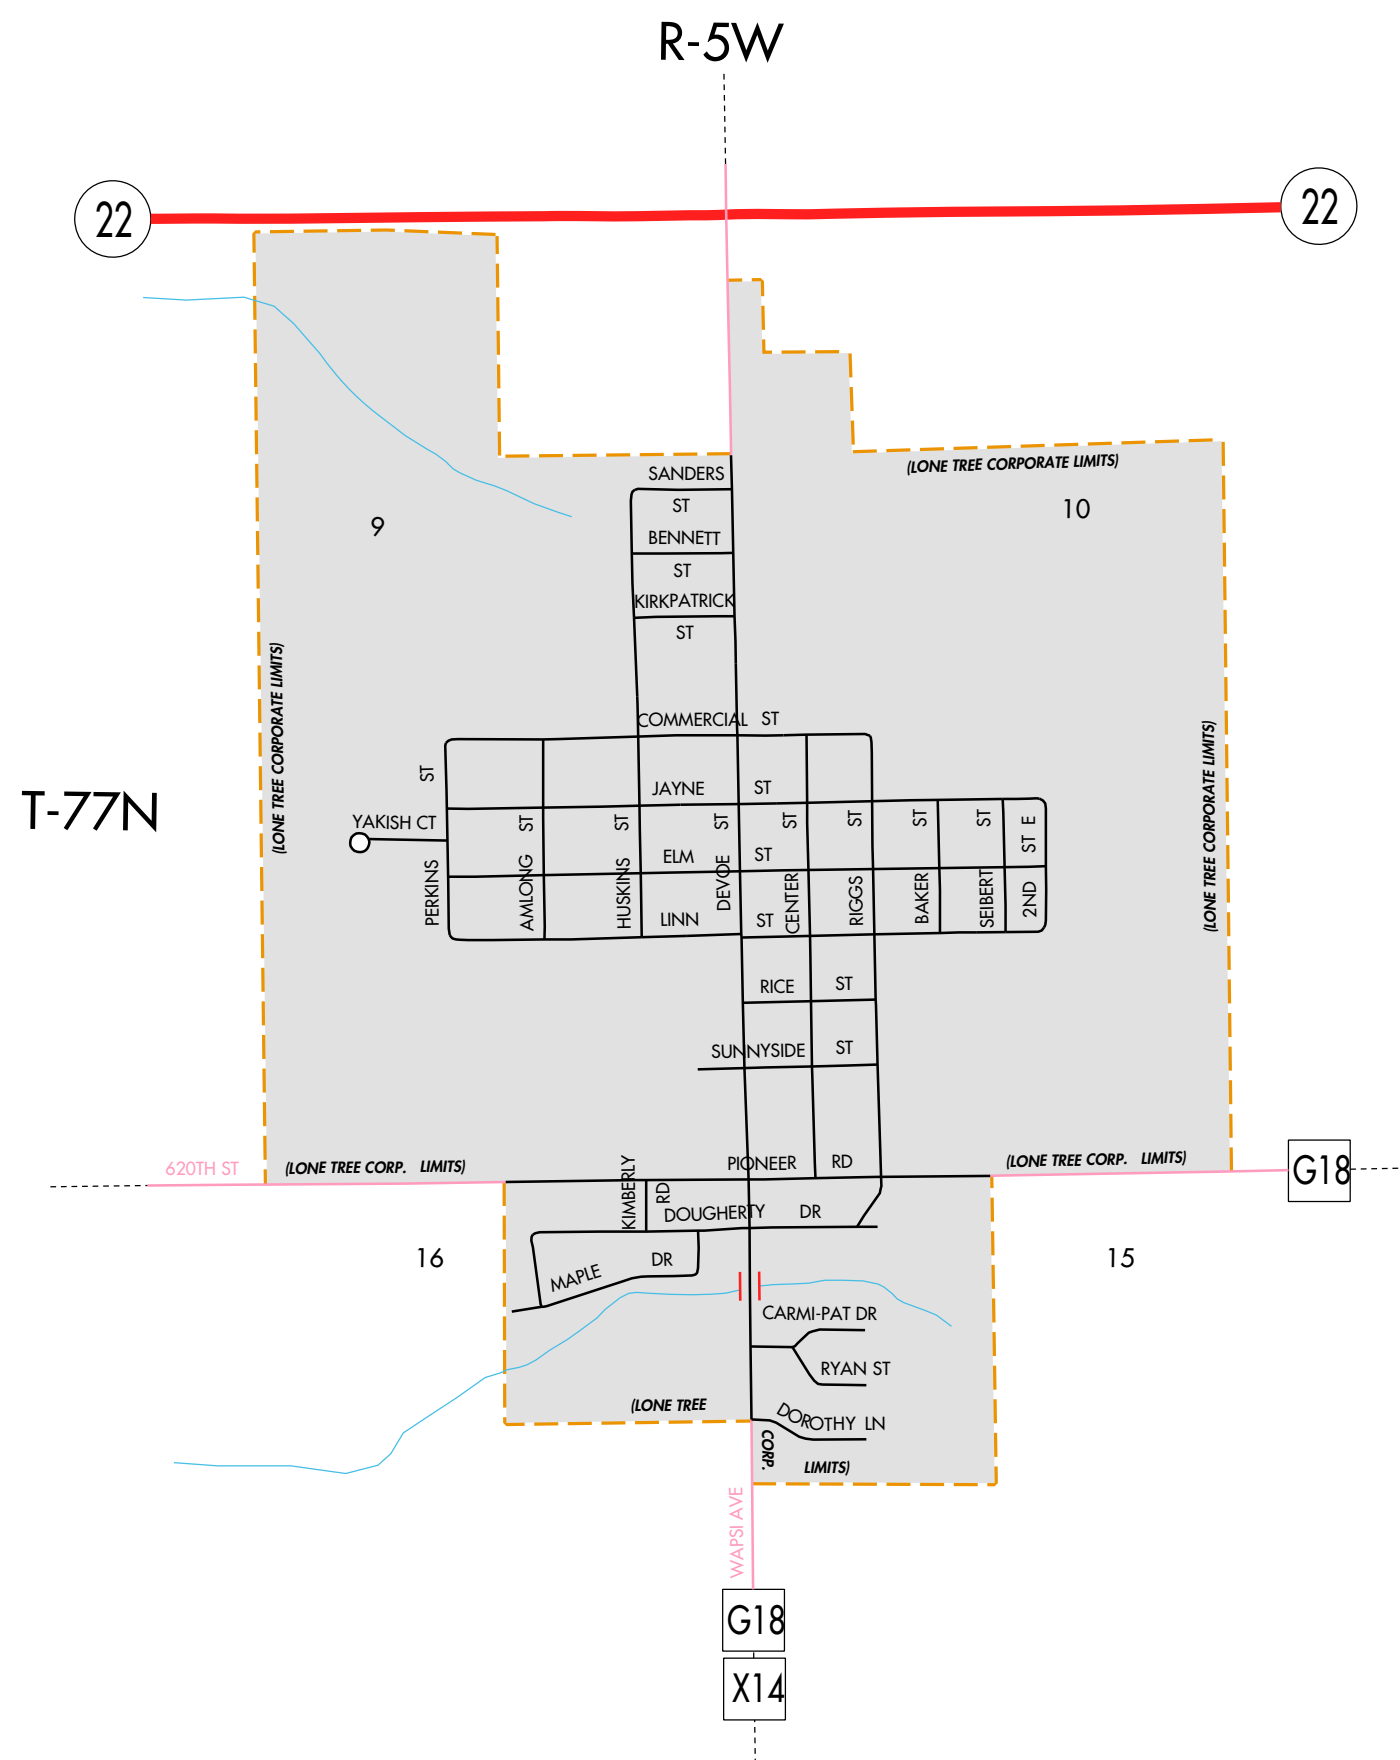 R-5W
22
22
SANDERS
ST
(LONE TREE CORPORATE LIMITS)
10
9
BENNETT
ST
KIRKPATRICK
ST
(LONE TREE CORPORATE LIMITS)
COMMERCIAL ST
(LONE TREE CORPORATE LIMITS)
T-77N
JAYNE ST
YAKISH CT
PERKINS ST
AMLONG ST
HUSKINS ST
ELM ST
DEVOE ST
CENTER ST
RIGGS ST
BAKER ST
SEIBERT ST
2ND ST E
LINN ST
RICE ST
SUNNYSIDE ST
620TH ST
(LONE TREE CORP. LIMITS)
PIONEER RD
(LONE TREE CORP. LIMITS)
G18
KIMBERLY RD
DOUGHERTY DR
16
15
MAPLE DR
CARMI-PAT DR
RYAN ST
(LONE TREE
CORP.
LIMITS)
DOROTHY LN
WAPSI AVE
G18
X14